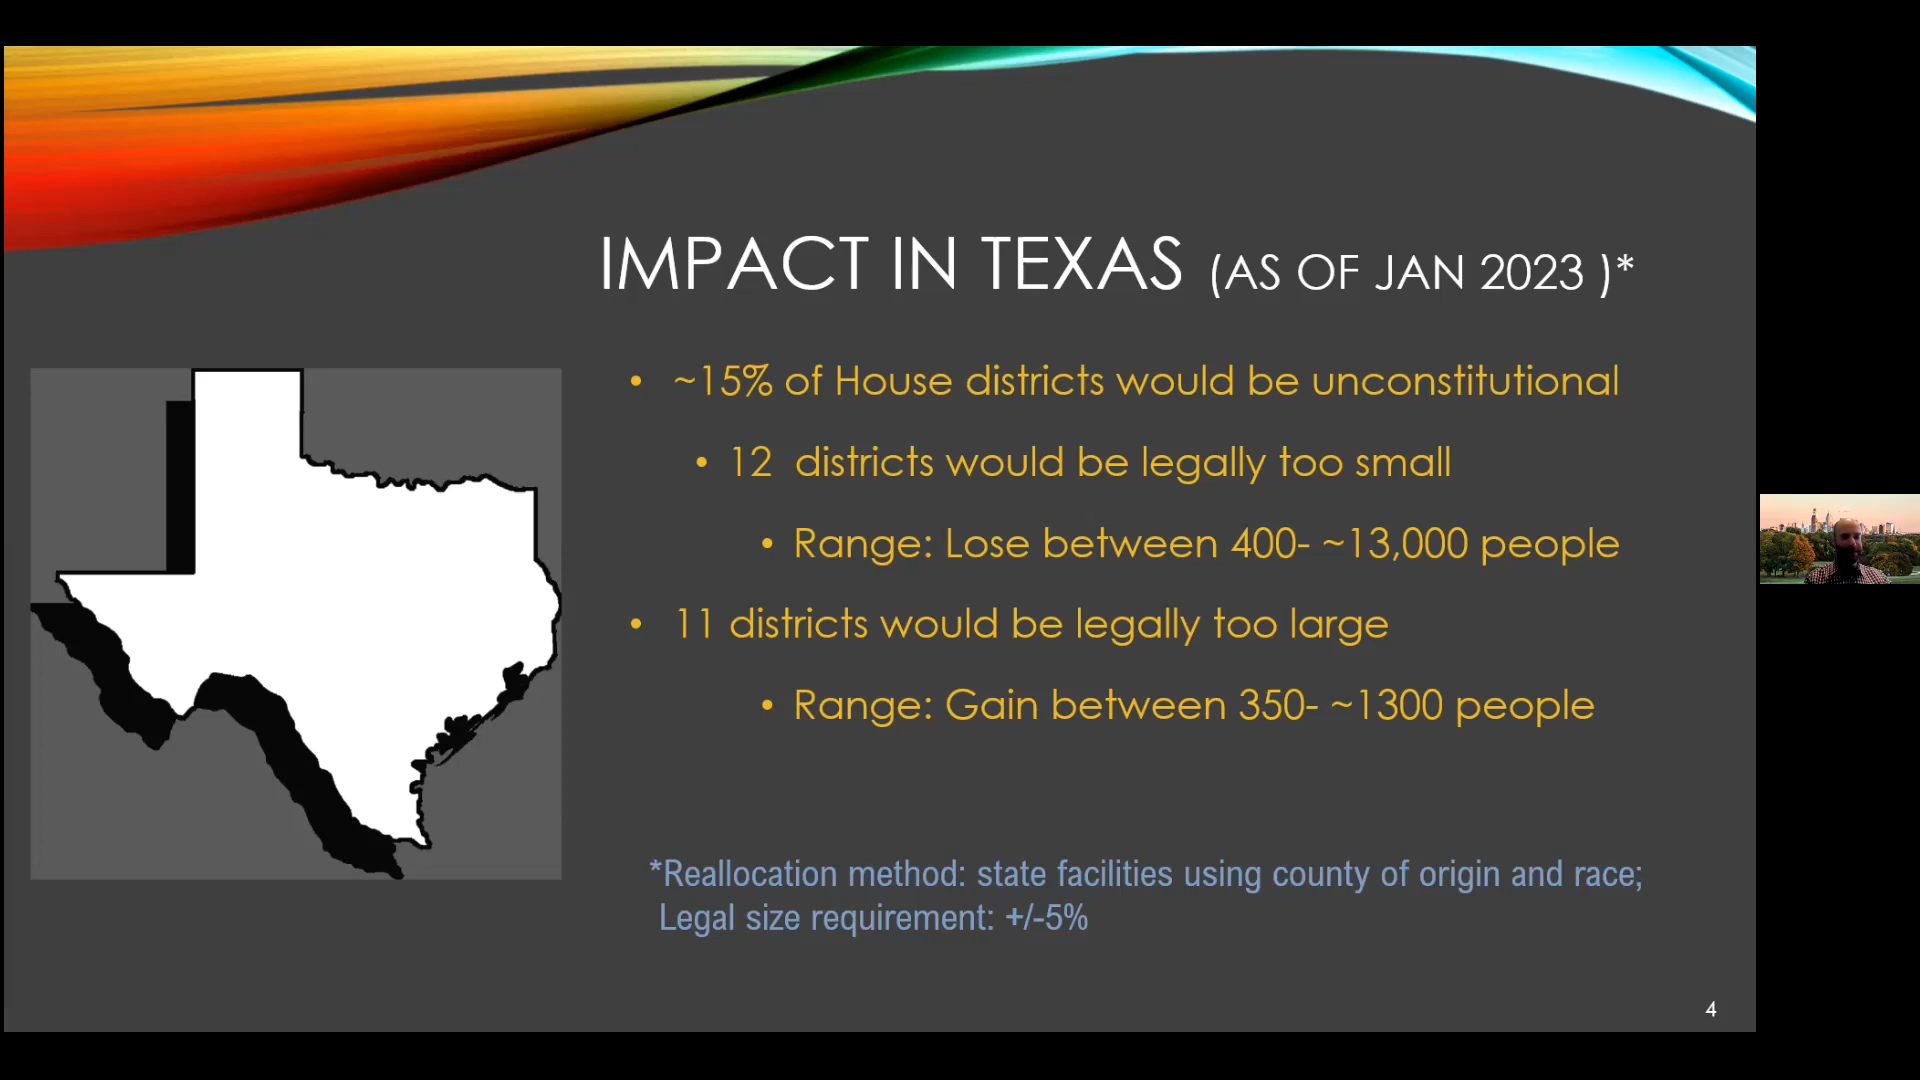 IMPACT IN TEXAS (AS OF JAN 2023 )*
• ~15% of House districts would be unconstitutional
• 12  districts would be legally too small
• Range: Lose between 400- ~13,000 people
• 11 districts would be legally too large
• Range: Gain between 350- ~1300 people
*Reallocation method: state facilities using county of origin and race;
Legal size requirement: +/-5%
4